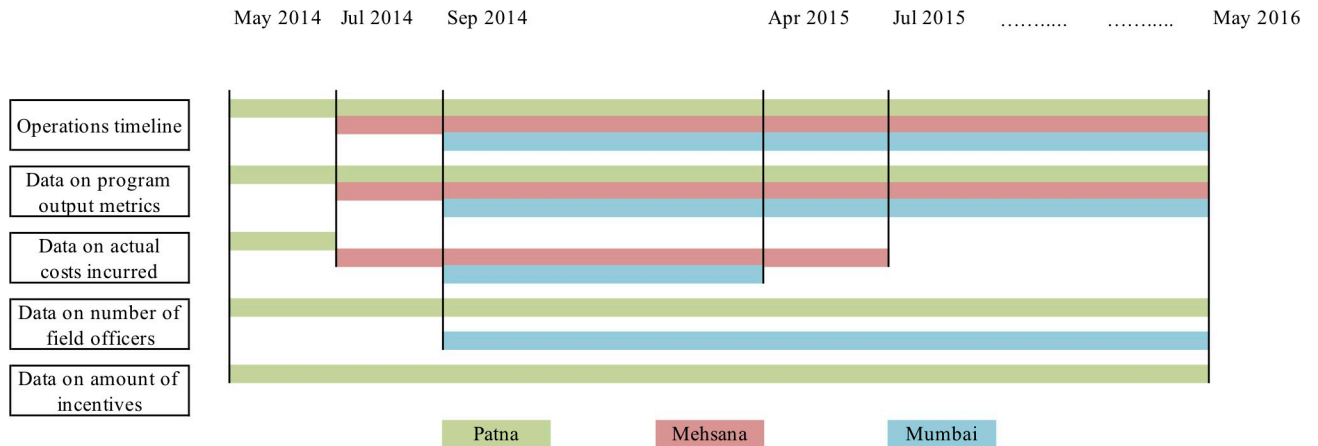 May 2014 Jul 2014 Sep 2014 Apr 2015 Jul 2015 ……..... ……..... May 2016
Operations timeline
Data on program
output metrics
Data on actual
costs incurred
Data on number of
field officers
Data on amount of
incentives
Patna Mehsana Mumbai